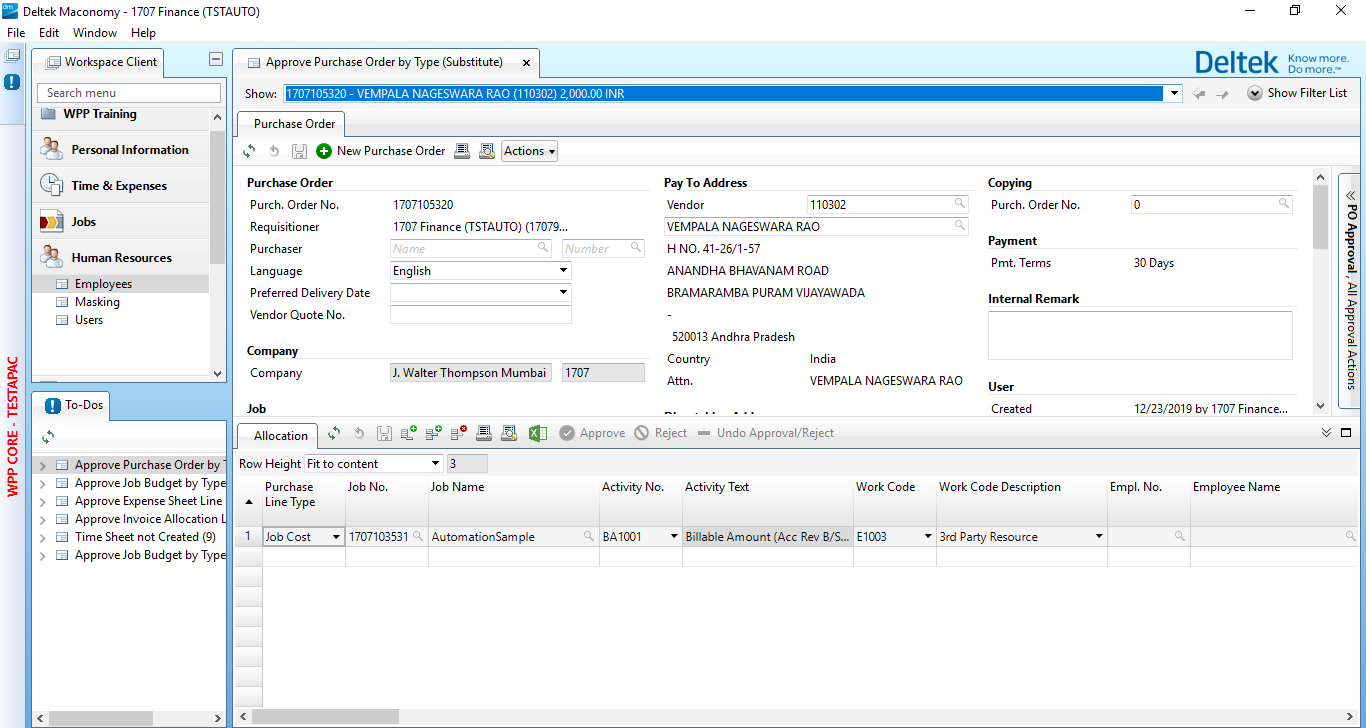 Deltek Maconomy - 1707 Finance (TSTAUTO)
File Edit Window Help
Workspace Client
Search menu
WPP Training
Personal Information
Time & Expenses
Jobs
Human Resources
Employees
Masking
Users
WPP CORE - TESTAPAC
To-Dos
Approve Purchase Order by T
Approve Job Budget by Type
Approve Expense Sheet Line
Approve Invoice Allocation L
Time Sheet not Created (9)
Approve Job Budget by Type
Approve Purchase Order by Type (Substitute)
Deltek Know more. Do more.™
Show: 1707105320 - VEMPALA NAGESWARA RAO (110302) 2,000.00 INR
Show Filter List
Purchase Order
New Purchase Order Actions
Purchase Order
Purch. Order No. 1707105320
Requisitioner 1707 Finance (TSTAUTO) (17079...
Purchaser Name Number
Language English
Preferred Delivery Date
Vendor Quote No.
Company
Company J. Walter Thompson Mumbai 1707
Job
Pay To Address
Vendor 110302
VEMPALA NAGESWARA RAO
H NO. 41-26/1-57
ANANDHA BHAVANAM ROAD
BRAMARAMBA PURAM VIJAYAWADA
-
520013 Andhra Pradesh
Country India
Attn. VEMPALA NAGESWARA RAO
Copying
Purch. Order No. 0
Payment
Pmt. Terms 30 Days
Internal Remark
User
Created 12/23/2019 by 1707 Finance...
PO Approval, All Approval Actions
Allocation
Approve Reject Undo Approval/Reject
Row Height Fit to content 3
Purchase Line Type Job No. Job Name Activity No. Activity Text Work Code Work Code Description Empl. No. Employee Name
1 Job Cost 1707103531 AutomationSample BA1001 Billable Amount (Acc Rev B/S... E1003 3rd Party Resource